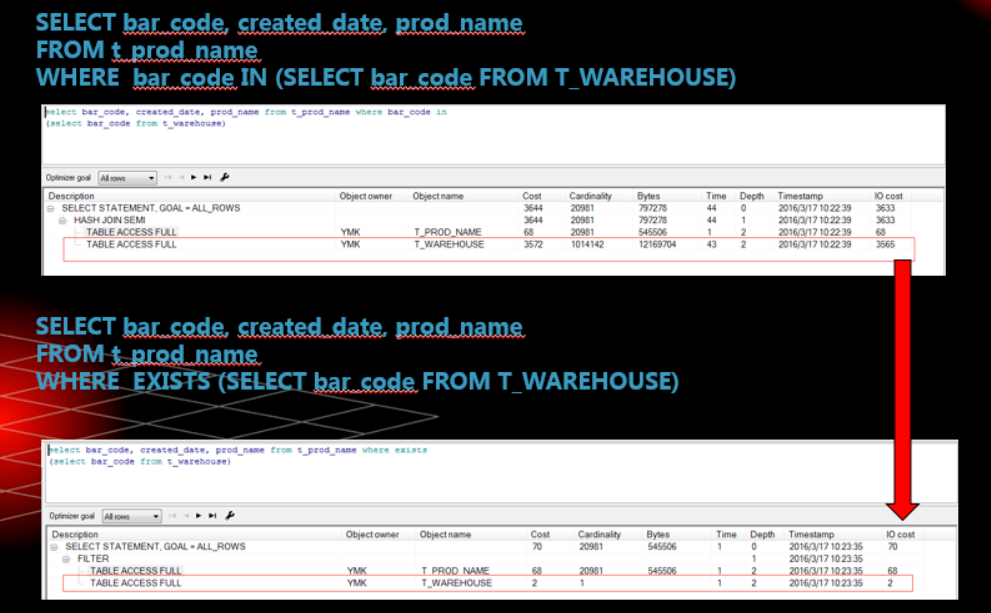 SELECT bar_code, created_date, prod_name
FROM t_prod_name
WHERE bar_code IN (SELECT bar_code FROM T_WAREHOUSE)
select bar_code, created_date, prod_name from t_prod_name where bar_code in
(select bar_code from t_warehouse)
Optimizer goal All rows
Description Object owner Object name Cost Cardinality Bytes Time Depth Timestamp IO cost
SELECT STATEMENT, GOAL = ALL_ROWS 3644 20981 797278 44 0 2016/3/17 10:22:39 3633
HASH JOIN SEMI 3644 20981 797278 44 1 2016/3/17 10:22:39 3633
TABLE ACCESS FULL YMK T_PROD_NAME 68 20981 545506 1 2 2016/3/17 10:22:39 68
TABLE ACCESS FULL YMK T_WAREHOUSE 3572 1014142 12169704 43 2 2016/3/17 10:22:39 3565
SELECT bar_code, created_date, prod_name
FROM t_prod_name
WHERE EXISTS (SELECT bar_code FROM T_WAREHOUSE)
select bar_code, created_date, prod_name from t_prod_name where exists
(select bar_code from t_warehouse)
Optimizer goal All rows
Description Object owner Object name Cost Cardinality Bytes Time Depth Timestamp IO cost
SELECT STATEMENT, GOAL = ALL_ROWS 70 20981 545506 1 0 2016/3/17 10:23:35 70
FILTER 1 2016/3/17 10:23:35
TABLE ACCESS FULL YMK T_PROD_NAME 68 20981 545506 1 2 2016/3/17 10:23:35 68
TABLE ACCESS FULL YMK T_WAREHOUSE 2 1 1 2 2016/3/17 10:23:35 2